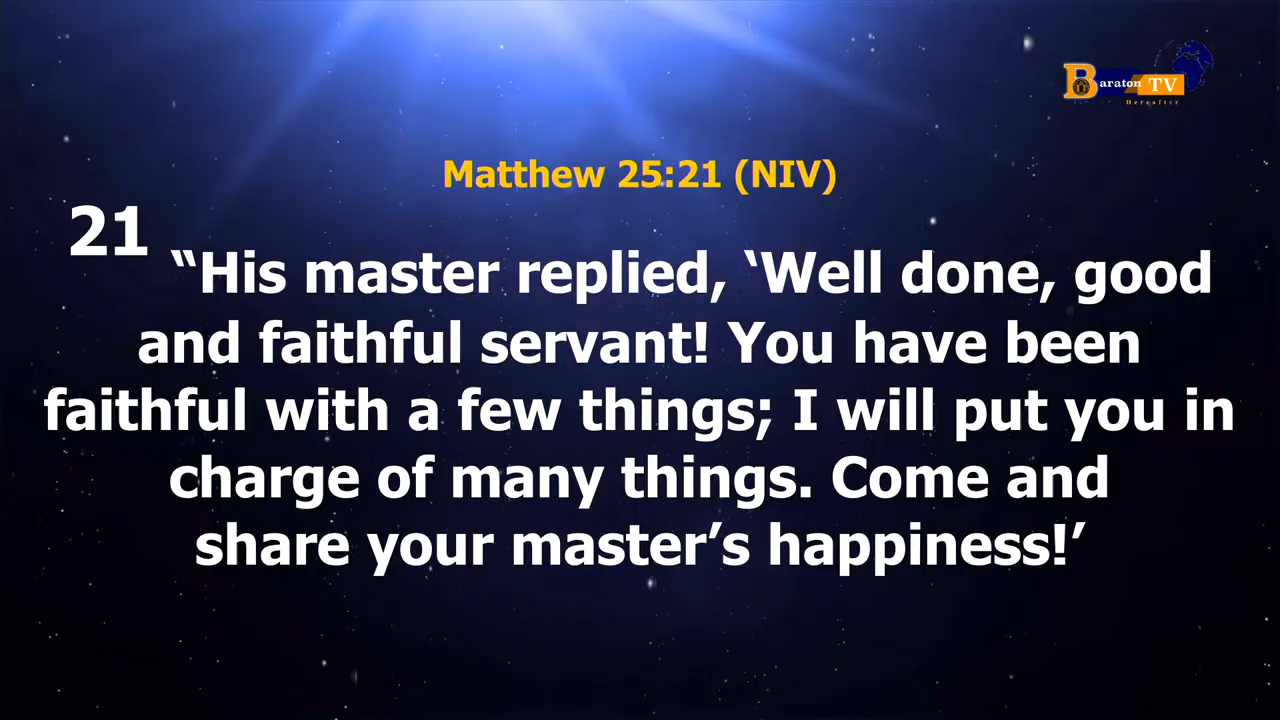 Baraton TV
Hereafter
Matthew 25:21 (NIV)
21 “His master replied, ‘Well done, good
and faithful servant! You have been
faithful with a few things; I will put you in
charge of many things. Come and
share your master’s happiness!’